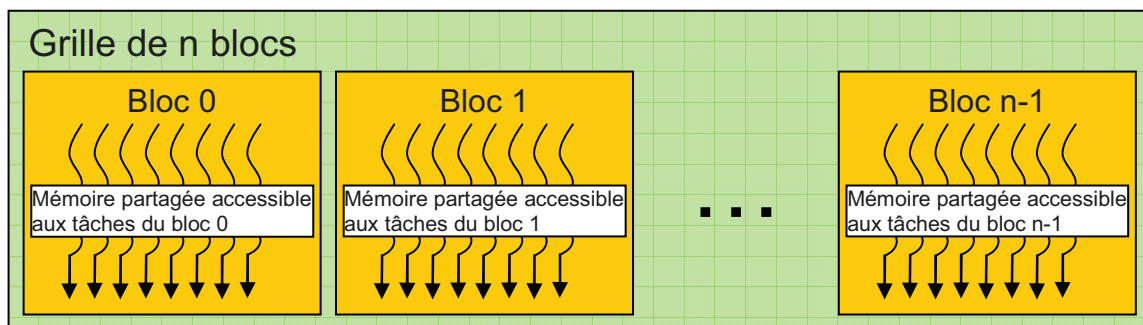 Grille de n blocs
Bloc 0
Mémoire partagée accessible
aux tâches du bloc 0
Bloc 1
Mémoire partagée accessible
aux tâches du bloc 1
...
Bloc n-1
Mémoire partagée accessible
aux tâches du bloc n-1